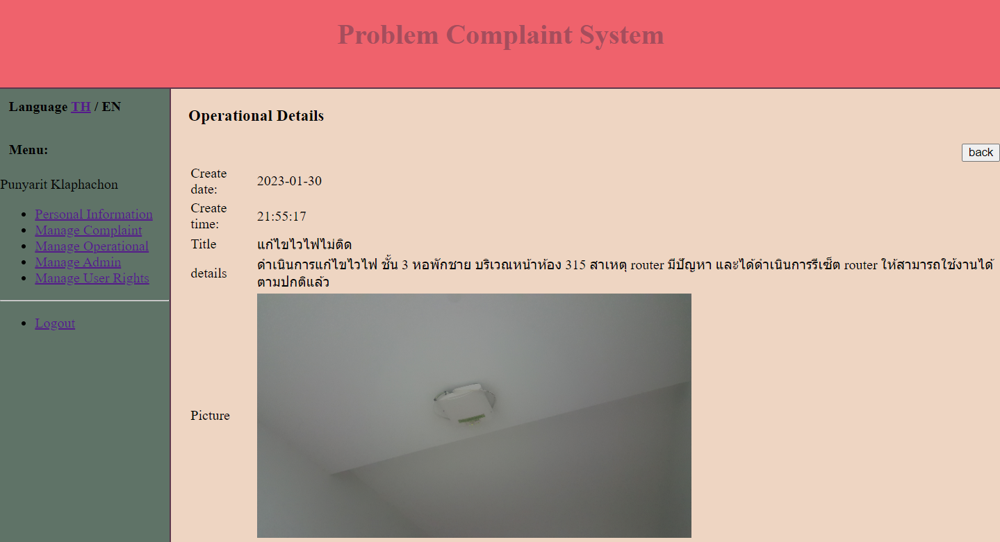 Problem Complaint System
Language TH / EN
Menu:
Punyarit Klaphachon
Personal Information
Manage Complaint
Manage Operational
Manage Admin
Manage User Rights
Logout
Operational Details
back
Create
date:
2023-01-30
Create
time:
21:55:17
Title
แก้ไขไวไฟไม่ติด
details
ดำเนินการแก้ไขไวไฟ ชั้น 3 หอพักชาย บริเวณหน้าห้อง 315 สาเหตุ router มีปัญหา และได้ดำเนินการรีเซ็ต router ให้สามารถใช้งานได้
ตามปกติแล้ว
Picture